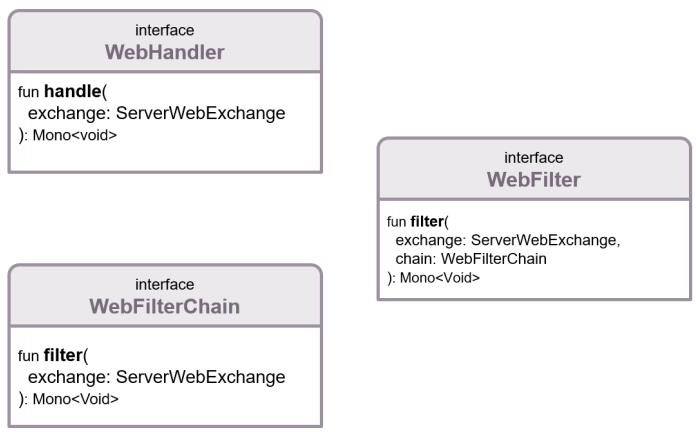 interface
WebHandler
fun handle(
exchange: ServerWebExchange
): Mono<void>
interface
WebFilter
fun filter(
exchange: ServerWebExchange,
chain: WebFilterChain
): Mono<Void>
interface
WebFilterChain
fun filter(
exchange: ServerWebExchange
): Mono<Void>